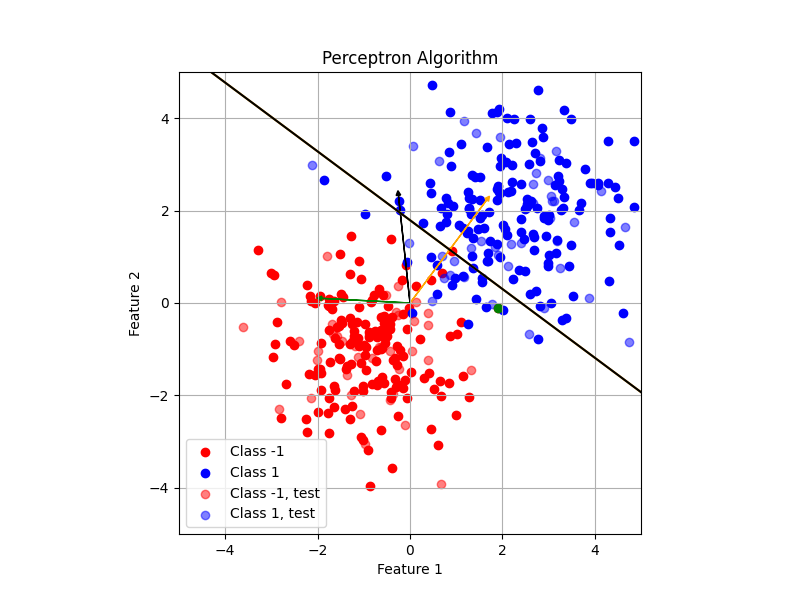 Perceptron Algorithm
4
2
0
−2
−4
Feature 2
Class -1
Class 1
Class -1, test
Class 1, test
−4
−2
0
2
4
Feature 1